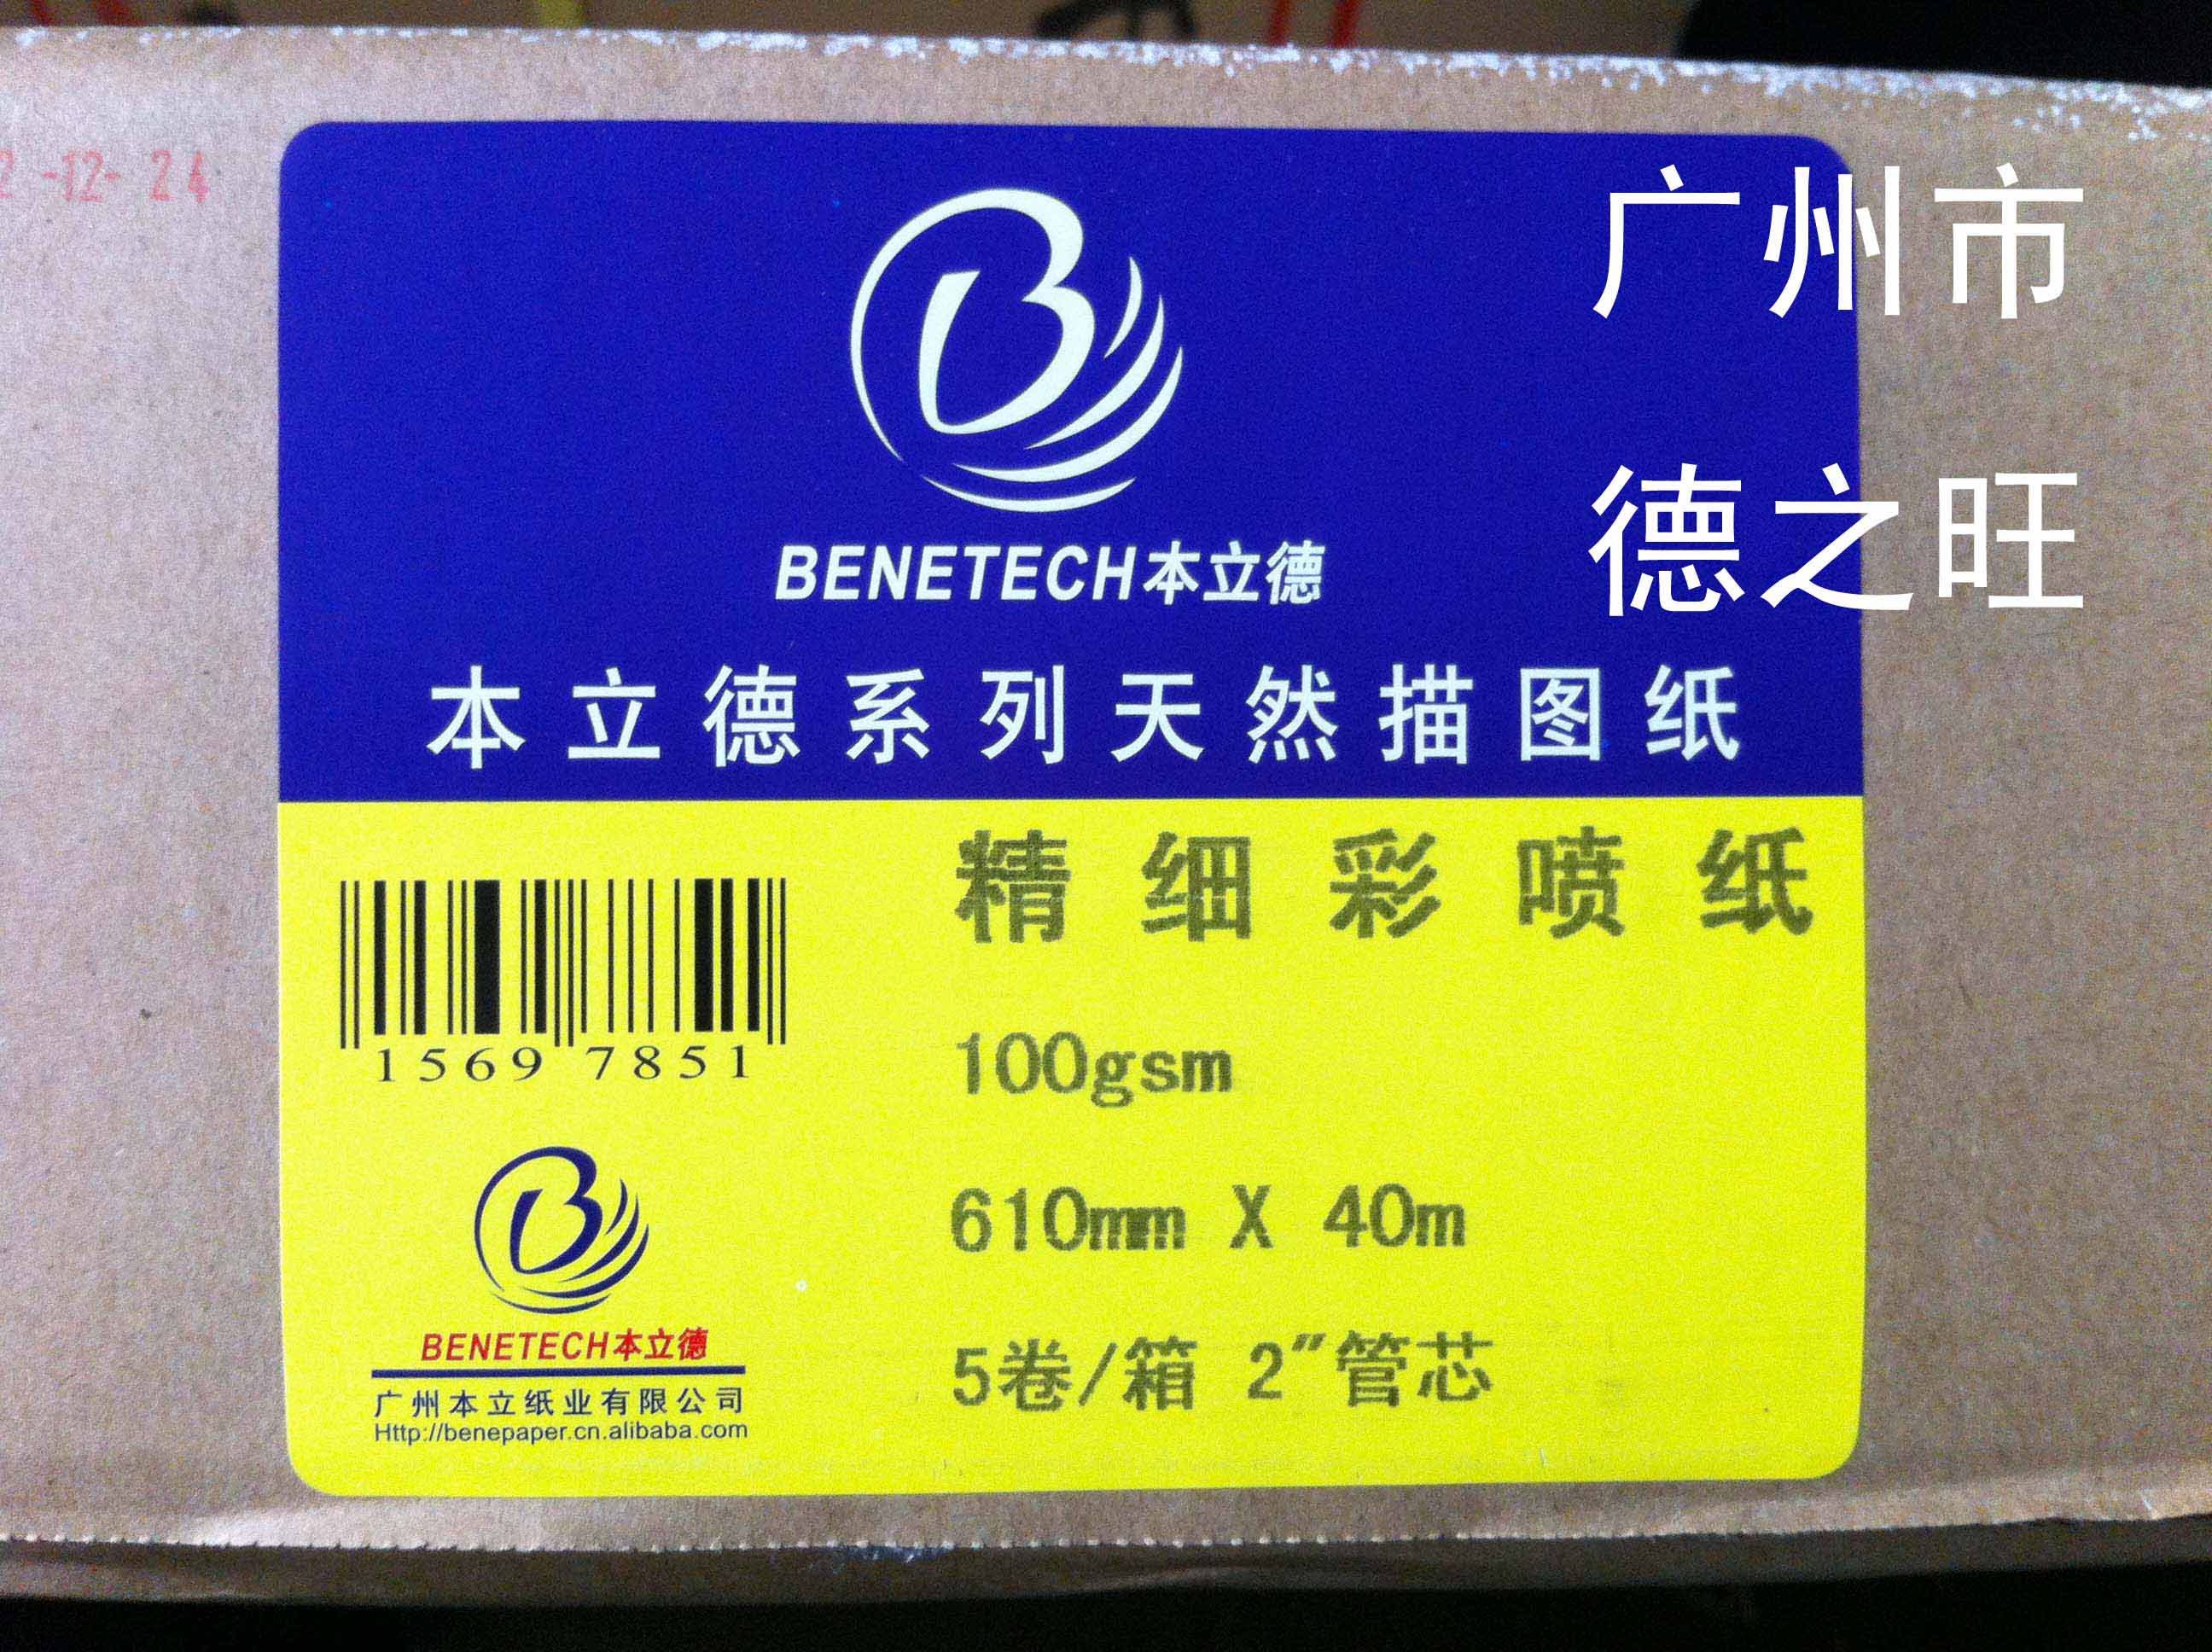 2-12-24
广州市
德之旺
BENETECH本立德
本立德系列天然描图纸
精细彩喷纸
100gsm
610mm X 40m
5卷/箱 2"管芯
1569 7851
BENETECH本立德
广州本立纸业有限公司
Http://benepaper.cn.alibaba.com